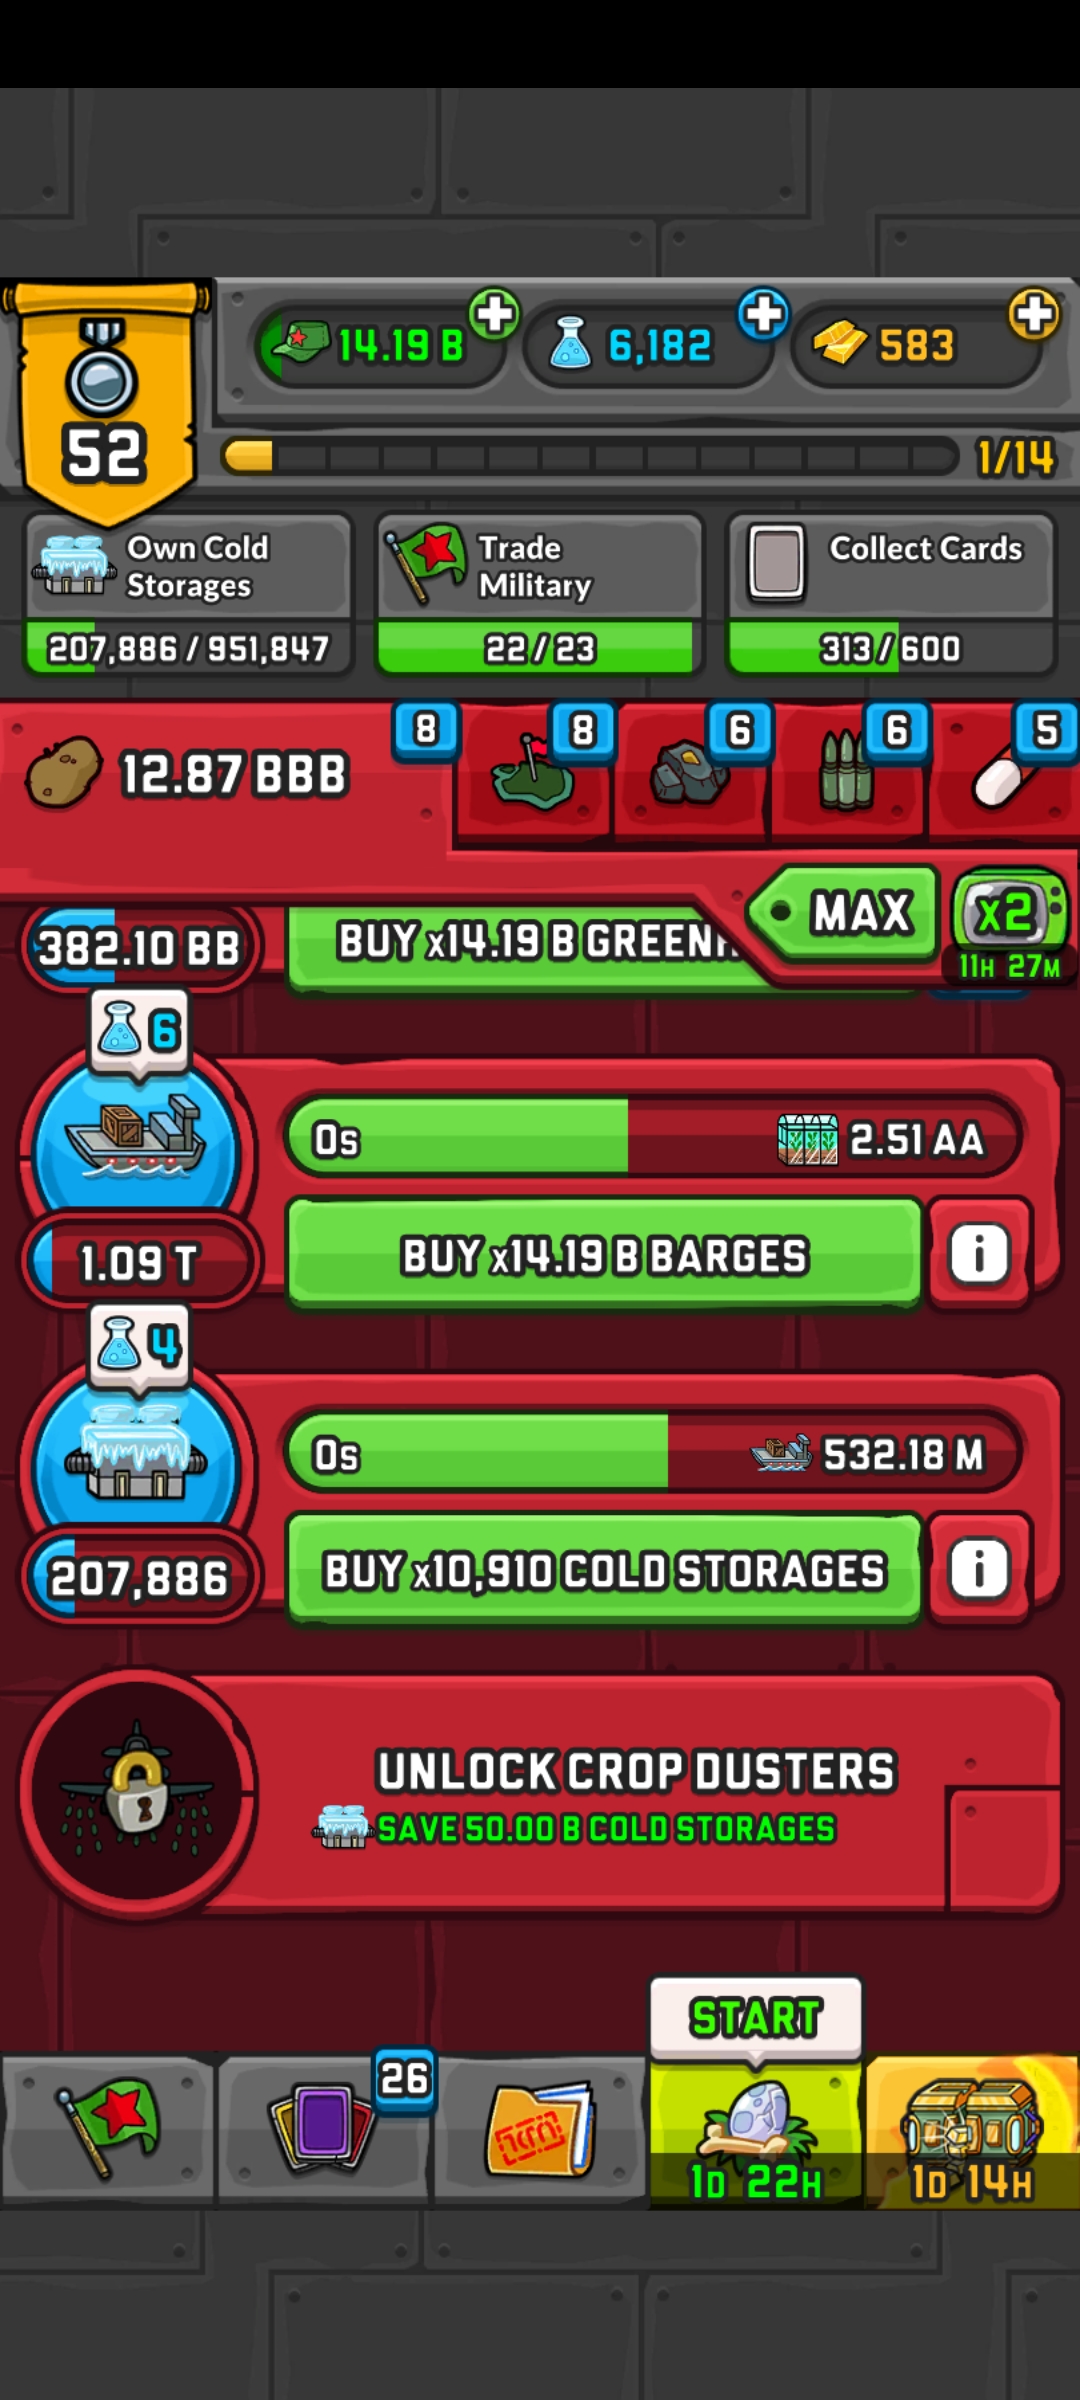 14.19 B
6,182
583
52
1/14
Own Cold
Storages
207,886 / 951,847
Trade
Military
22/23
Collect Cards
313/600
12.87 BBB
8
8
6
6
5
MAX
x2
11H 27M
382.10 BB
BUY x14.19 B GREENH
6
0s
2.51 AA
1.09 T
BUY x14.19 B BARGES
i
4
0s
532.18 M
207,886
BUY x10,910 COLD STORAGES
i
UNLOCK CROP DUSTERS
SAVE 50.00 B COLD STORAGES
START
26
1D 22H
1D 14H